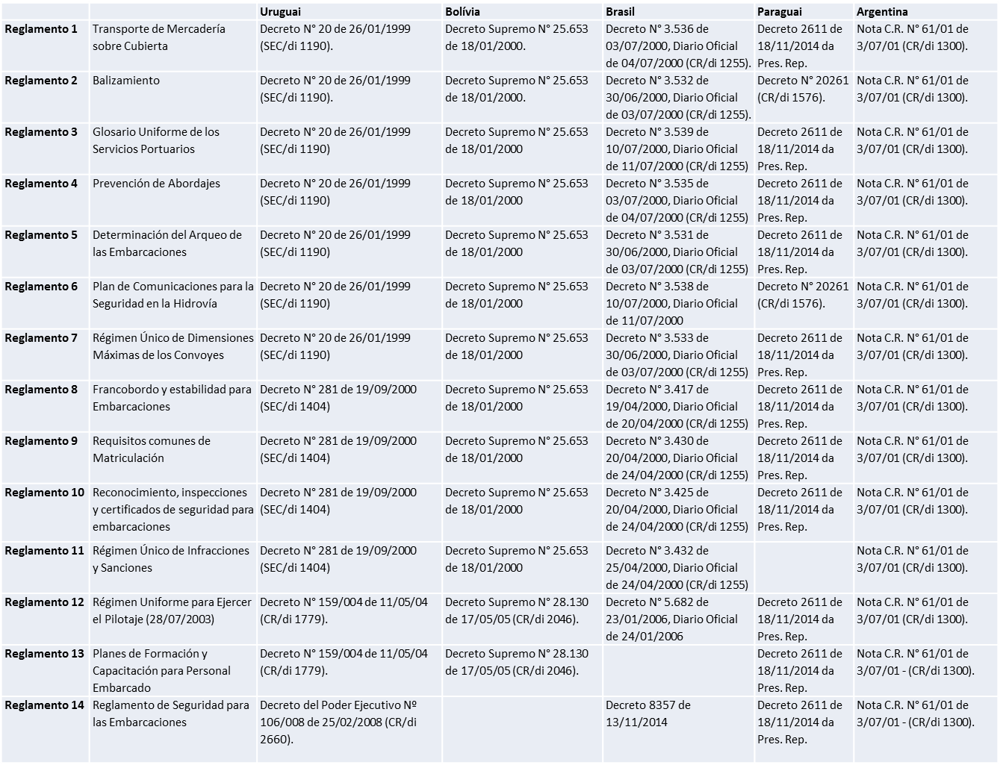 Uruguai Bolívia Brasil Paraguai Argentina
Reglamento 1 Transporte de Mercadería Decreto N° 20 de 26/01/1999 Decreto Supremo N° 25.653 Decreto N° 3.536 de Decreto 2611 de Nota C.R. N° 61/01 de
sobre Cubierta (SEC/di 1190). de 18/01/2000. 03/07/2000, Diario Oficial 18/11/2014 da 3/07/01 (CR/di 1300).
de 04/07/2000 (CR/di 1255). Pres. Rep.
Reglamento 2 Balizamiento Decreto N° 20 de 26/01/1999 Decreto Supremo N° 25.653 Decreto N° 3.532 de Decreto N° 20261 Nota C.R. N° 61/01 de
(SEC/di 1190). de 18/01/2000. 30/06/2000, Diario Oficial (CR/di 1576). 3/07/01 (CR/di 1300).
de 03/07/2000 (CR/di 1255).
Reglamento 3 Glosario Uniforme de los Decreto N° 20 de 26/01/1999 Decreto Supremo N° 25.653 Decreto N° 3.539 de Decreto 2611 de Nota C.R. N° 61/01 de
Servicios Portuarios (SEC/di 1190) de 18/01/2000 10/07/2000, Diario Oficial 18/11/2014 da 3/07/01 (CR/di 1300).
de 11/07/2000 (CR/di 1255) Pres. Rep.
Reglamento 4 Prevención de Abordajes Decreto N° 20 de 26/01/1999 Decreto Supremo N° 25.653 Decreto N° 3.535 de Decreto 2611 de Nota C.R. N° 61/01 de
(SEC/di 1190) de 18/01/2000 03/07/2000, Diario Oficial 18/11/2014 da 3/07/01 (CR/di 1300).
de 04/07/2000 (CR/di 1255) Pres. Rep.
Reglamento 5 Determinación del Arqueo de Decreto N° 20 de 26/01/1999 Decreto Supremo N° 25.653 Decreto N° 3.531 de Decreto 2611 de Nota C.R. N° 61/01 de
las Embarcaciones (SEC/di 1190) de 18/01/2000 30/06/2000, Diario Oficial 18/11/2014 da 3/07/01 (CR/di 1300).
de 03/07/2000 (CR/di 1255) Pres. Rep.
Reglamento 6 Plan de Comunicaciones para la Decreto N° 20 de 26/01/1999 Decreto Supremo N° 25.653 Decreto N° 3.538 de Decreto N° 20261 Nota C.R. N° 61/01 de
Seguridad en la Hidrovía (SEC/di 1190) de 18/01/2000 10/07/2000, Diario Oficial (CR/di 1576). 3/07/01 (CR/di 1300).
de 11/07/2000
Reglamento 7 Régimen Único de Dimensiones Decreto N° 20 de 26/01/1999 Decreto Supremo N° 25.653 Decreto N° 3.533 de Decreto 2611 de Nota C.R. N° 61/01 de
Máximas de los Convoyes (SEC/di 1190) de 18/01/2000 30/06/2000, Diario Oficial 18/11/2014 da 3/07/01 (CR/di 1300).
de 03/07/2000 (CR/di 1255) Pres. Rep.
Reglamento 8 Francobordo y estabilidad para Decreto N° 281 de 19/09/2000 Decreto Supremo N° 25.653 Decreto N° 3.417 de Decreto 2611 de Nota C.R. N° 61/01 de
Embarcaciones (SEC/di 1404) de 18/01/2000 19/04/2000, Diario Oficial 18/11/2014 da 3/07/01 (CR/di 1300).
de 20/04/2000 (CR/di 1255) Pres. Rep.
Reglamento 9 Requisitos comunes de Decreto N° 281 de 19/09/2000 Decreto Supremo N° 25.653 Decreto N° 3.430 de Decreto 2611 de Nota C.R. N° 61/01 de
Matriculación (SEC/di 1404) de 18/01/2000 20/04/2000, Diario Oficial 18/11/2014 da 3/07/01 (CR/di 1300).
de 24/04/2000 (CR/di 1255) Pres. Rep.
Reglamento 10 Reconocimiento, inspecciones Decreto N° 281 de 19/09/2000 Decreto Supremo N° 25.653 Decreto N° 3.425 de Decreto 2611 de Nota C.R. N° 61/01 de
y certificados de seguridad para (SEC/di 1404) de 18/01/2000 20/04/2000, Diario Oficial 18/11/2014 da 3/07/01 (CR/di 1300).
embarcaciones de 24/04/2000 (CR/di 1255) Pres. Rep.
Reglamento 11 Régimen Único de Infracciones Decreto N° 281 de 19/09/2000 Decreto Supremo N° 25.653 Decreto N° 3.432 de Nota C.R. N° 61/01 de
y Sanciones (SEC/di 1404) de 18/01/2000 25/04/2000, Diario Oficial 3/07/01 (CR/di 1300).
de 24/04/2000 (CR/di 1255)
Reglamento 12 Régimen Uniforme para Ejercer Decreto N° 159/004 de 11/05/04 Decreto Supremo N° 28.130 Decreto N° 5.682 de Decreto 2611 de Nota C.R. N° 61/01 de
el Pilotaje (28/07/2003) (CR/di 1779). de 17/05/05 (CR/di 2046). 23/01/2006, Diario Oficial 18/11/2014 da 3/07/01 (CR/di 1300).
de 24/01/2006 Pres. Rep.
Reglamento 13 Planes de Formación y Decreto N° 159/004 de 11/05/04 Decreto Supremo N° 28.130 Decreto 2611 de Nota C.R. N° 61/01 de
Capacitación para Personal (CR/di 1779). de 17/05/05 (CR/di 2046). 18/11/2014 da 3/07/01 - (CR/di 1300).
Embarcado Pres. Rep.
Reglamento 14 Reglamento de Seguridad para Decreto del Poder Ejecutivo Nº Decreto 8357 de Decreto 2611 de Nota C.R. N° 61/01 de
las Embarcaciones 106/008 de 25/02/2008 (CR/di 13/11/2014 18/11/2014 da 3/07/01 - (CR/di 1300).
2660). Pres. Rep.